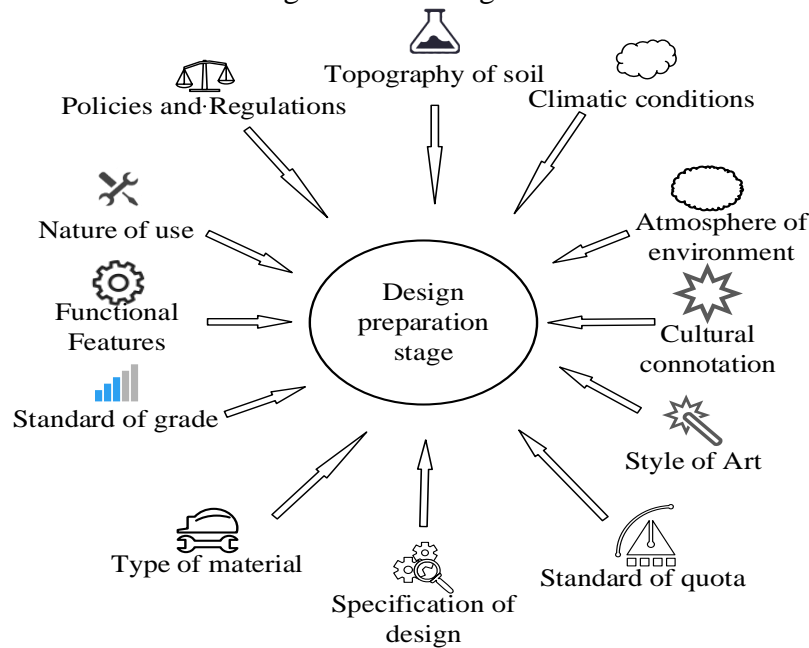 Topography of soil
Policies and·Regulations
Climatic conditions
Nature of use
Atmosphere of
environment
Functional
Features
Design
preparation
stage
Cultural
connotation
Standard of grade
Style of Art
Type of material
Specification of
design
Standard of quota